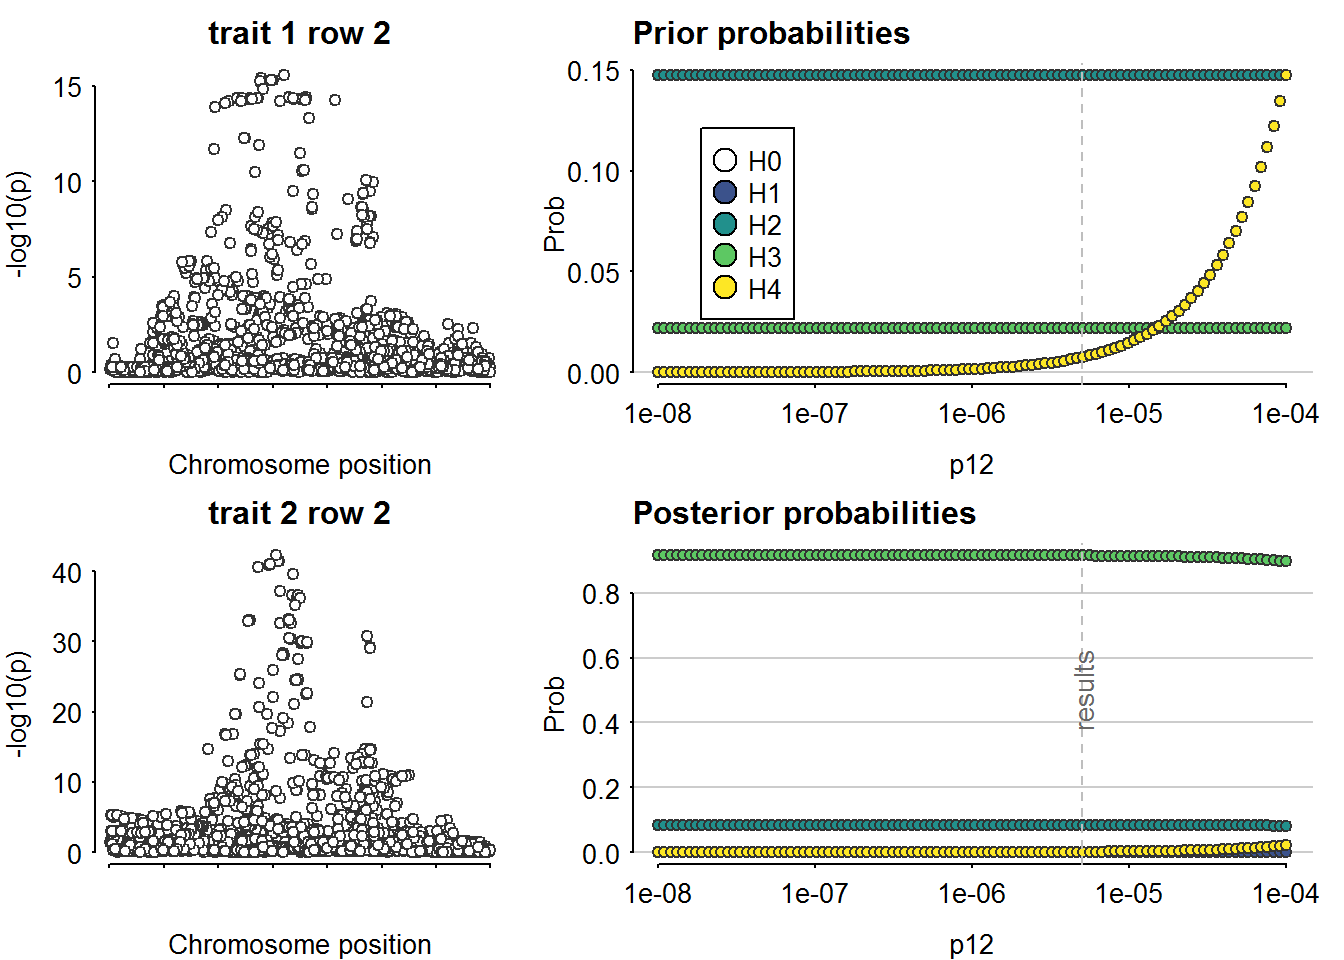 trait 1 row 2
-log10(p)
15
10
5
0
Chromosome position
Prior probabilities
Prob
0.15
0.10
0.05
0.00
H0
H1
H2
H3
H4
1e-08
1e-07
1e-06
1e-05
1e-04
p12
trait 2 row 2
-log10(p)
40
30
20
10
0
Chromosome position
Posterior probabilities
Prob
0.8
0.6
0.4
0.2
0.0
results
1e-08
1e-07
1e-06
1e-05
1e-04
p12